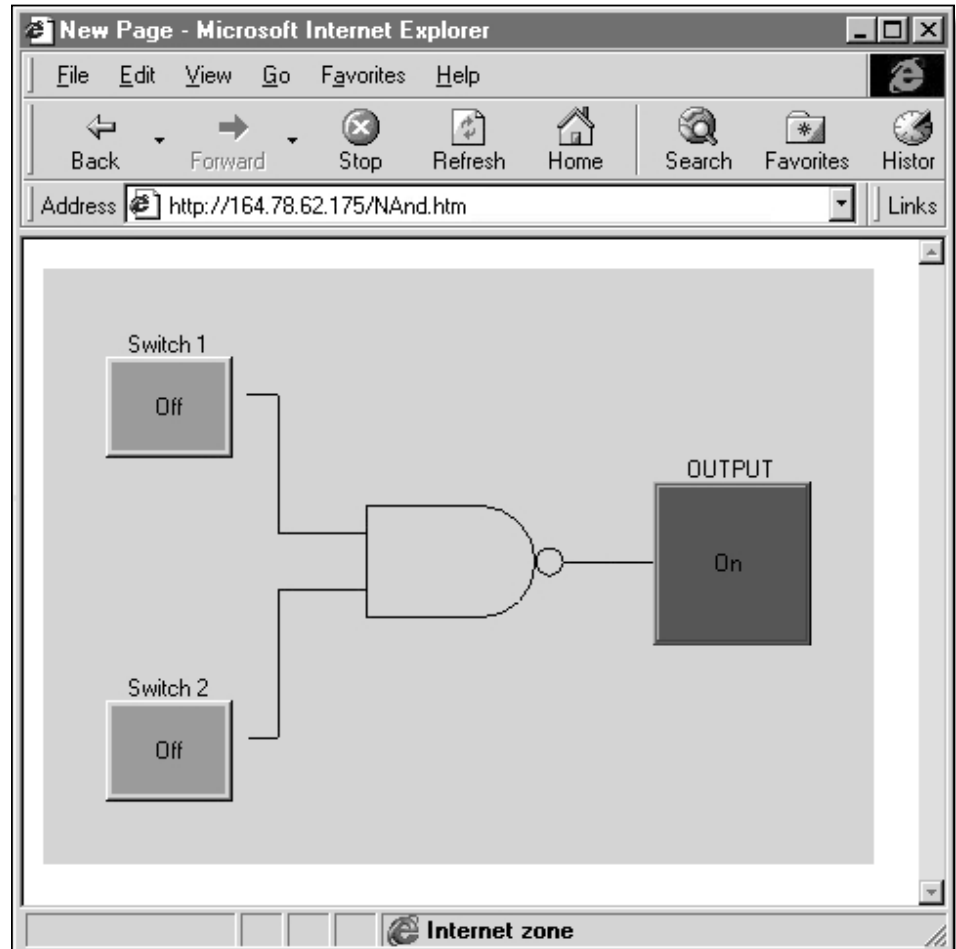 New Page - Microsoft Internet Explorer
File Edit View Go Favorites Help
Back Forward Stop Refresh Home Search Favorites Histor
Address http://164.78.62.175/NAnd.htm Links
Switch 1
Off
OUTPUT
On
Switch 2
Off
Internet zone